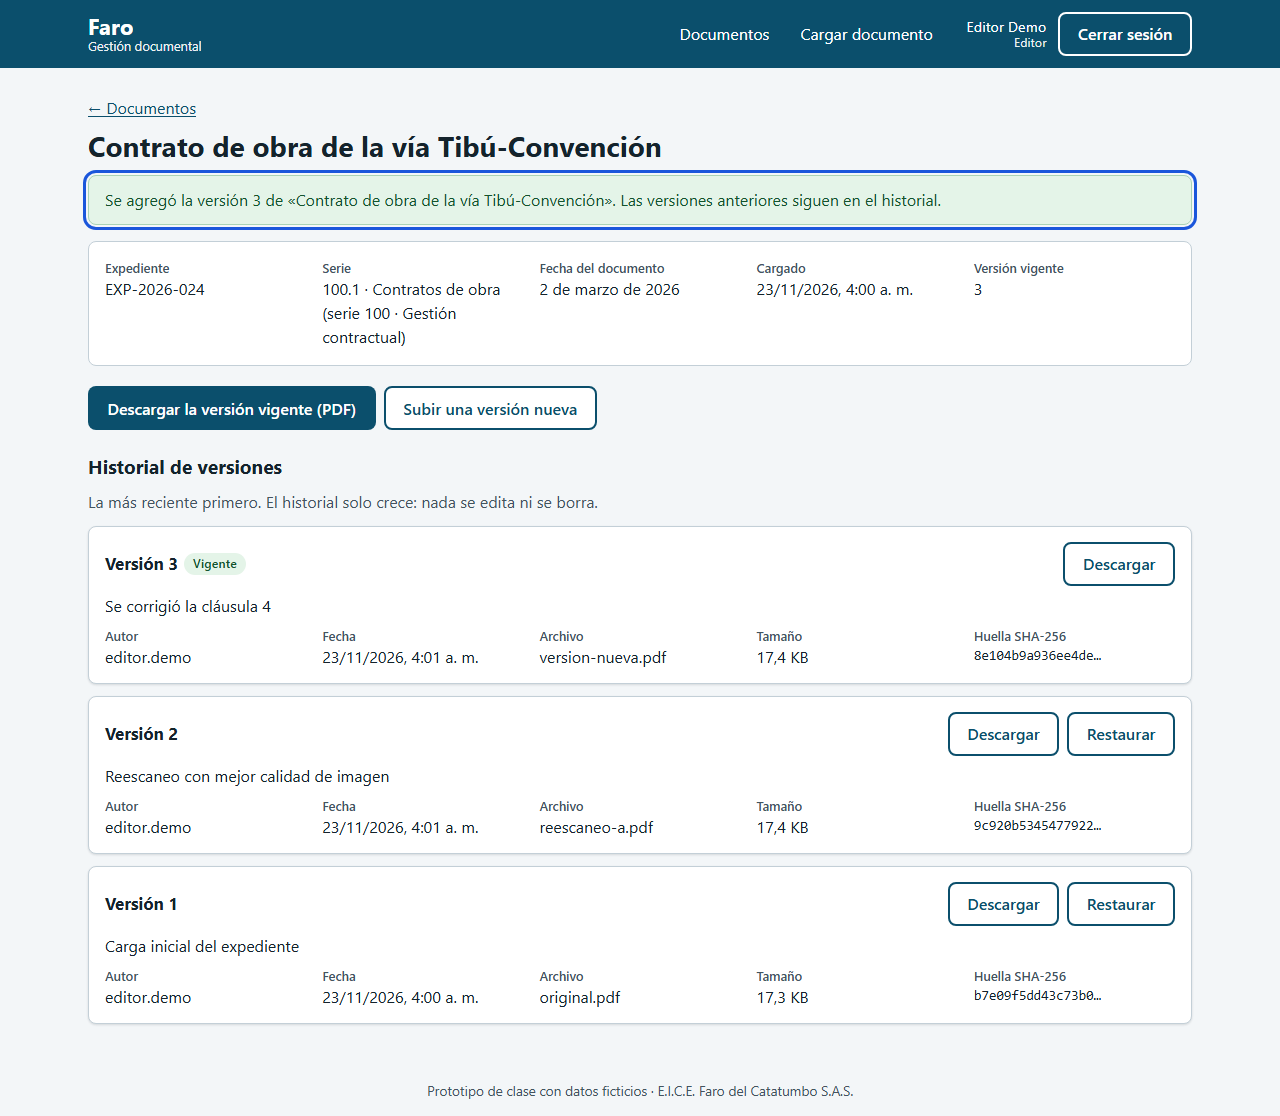 Faro
Gestión documental
Documentos
Cargar documento
Editor Demo
Editor
Cerrar sesión
← Documentos
Contrato de obra de la vía Tibú-Convención
Se agregó la versión 3 de «Contrato de obra de la vía Tibú-Convención». Las versiones anteriores siguen en el historial.
Expediente
EXP-2026-024
Serie
100.1 · Contratos de obra
(serie 100 · Gestión
contractual)
Fecha del documento
2 de marzo de 2026
Cargado
23/11/2026, 4:00 a. m.
Versión vigente
3
Descargar la versión vigente (PDF)
Subir una versión nueva
Historial de versiones
La más reciente primero. El historial solo crece: nada se edita ni se borra.
Versión 3
Vigente
Descargar
Se corrigió la cláusula 4
Autor
editor.demo
Fecha
23/11/2026, 4:01 a. m.
Archivo
version-nueva.pdf
Tamaño
17,4 KB
Huella SHA-256
8e104b9a936ee4de…
Versión 2
Descargar
Restaurar
Reescaneo con mejor calidad de imagen
Autor
editor.demo
Fecha
23/11/2026, 4:01 a. m.
Archivo
reescaneo-a.pdf
Tamaño
17,4 KB
Huella SHA-256
9c920b5345477922…
Versión 1
Descargar
Restaurar
Carga inicial del expediente
Autor
editor.demo
Fecha
23/11/2026, 4:00 a. m.
Archivo
original.pdf
Tamaño
17,3 KB
Huella SHA-256
b7e09f5dd43c73b0…
Prototipo de clase con datos ficticios · E.I.C.E. Faro del Catatumbo S.A.S.